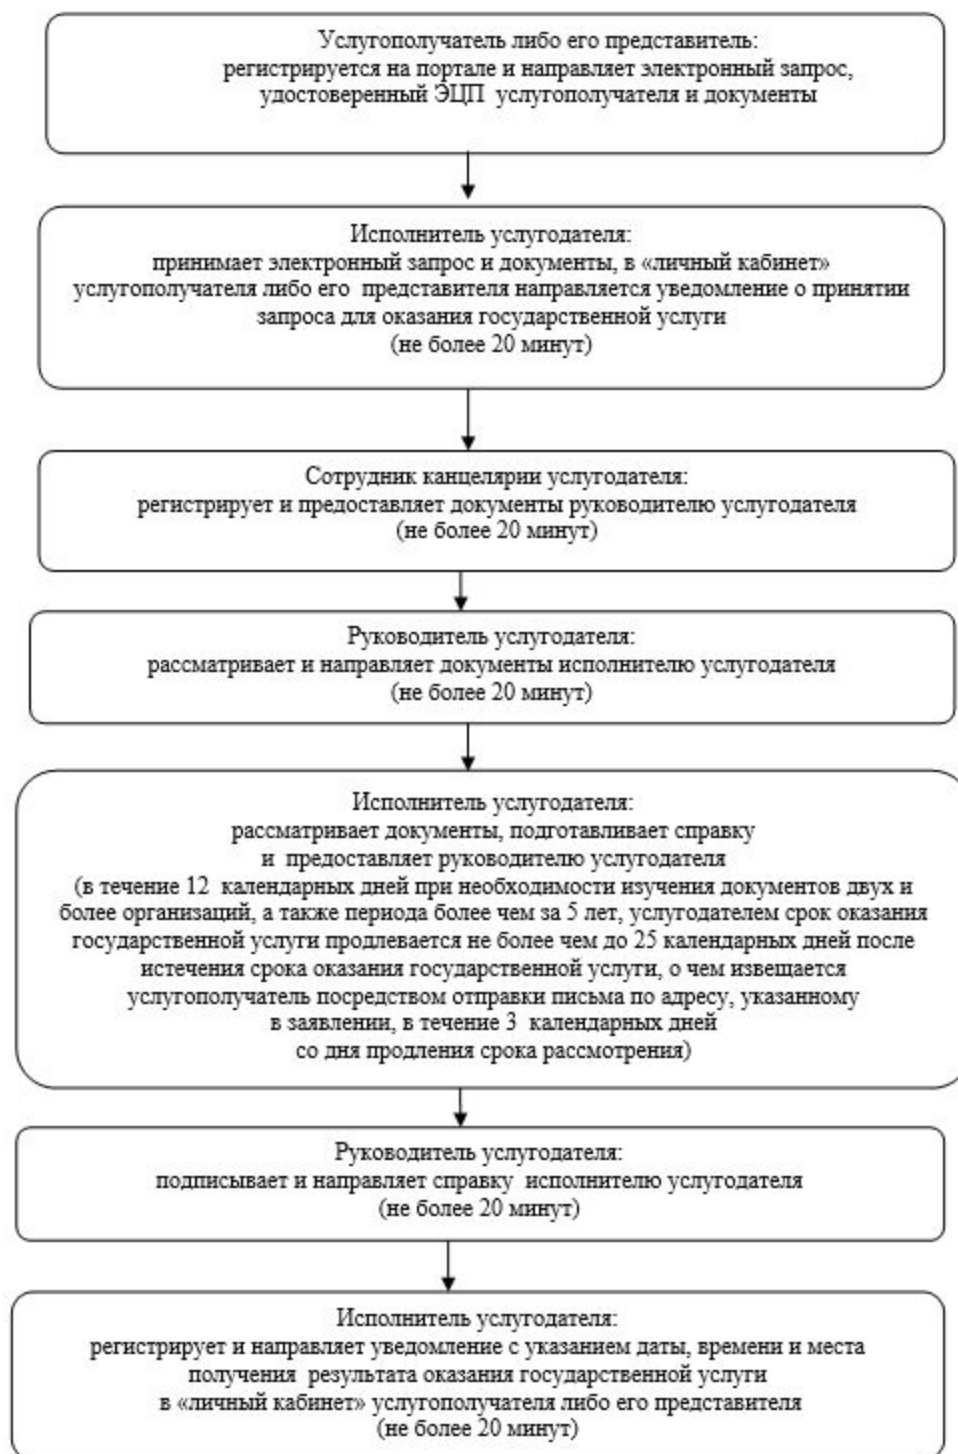 Услугополучатель либо его представитель:
регистрируется на портале и направляет электронный запрос,
удостоверенный ЭЦП услугополучателя и документы
Исполнитель услугодателя:
принимает электронный запрос и документы, в «личный кабинет»
услугополучателя либо его представителя направляется уведомление о принятии
запроса для оказания государственной услуги
(не более 20 минут)
Сотрудник канцелярии услугодателя:
регистрирует и предоставляет документы руководителю услугодателя
(не более 20 минут)
Руководитель услугодателя:
рассматривает и направляет документы исполнителю услугодателя
(не более 20 минут)
Исполнитель услугодателя:
рассматривает документы, подготавливает справку
и предоставляет руководителю услугодателя
(в течение 12 календарных дней при необходимости изучения документов двух и
более организаций, а также периода более чем за 5 лет, услугодателем срок оказания
государственной услуги продлевается не более чем до 25 календарных дней после
истечения срока оказания государственной услуги, о чем извещается
услугополучатель посредством отправки письма по адресу, указанному
в заявлении, в течение 3 календарных дней
со дня продления срока рассмотрения)
Руководитель услугодателя:
подписывает и направляет справку исполнителю услугодателя
(не более 20 минут)
Исполнитель услугодателя:
регистрирует и направляет уведомление с указанием даты, времени и места
получения результата оказания государственной услуги
в «личный кабинет» услугополучателя либо его представителя
(не более 20 минут)